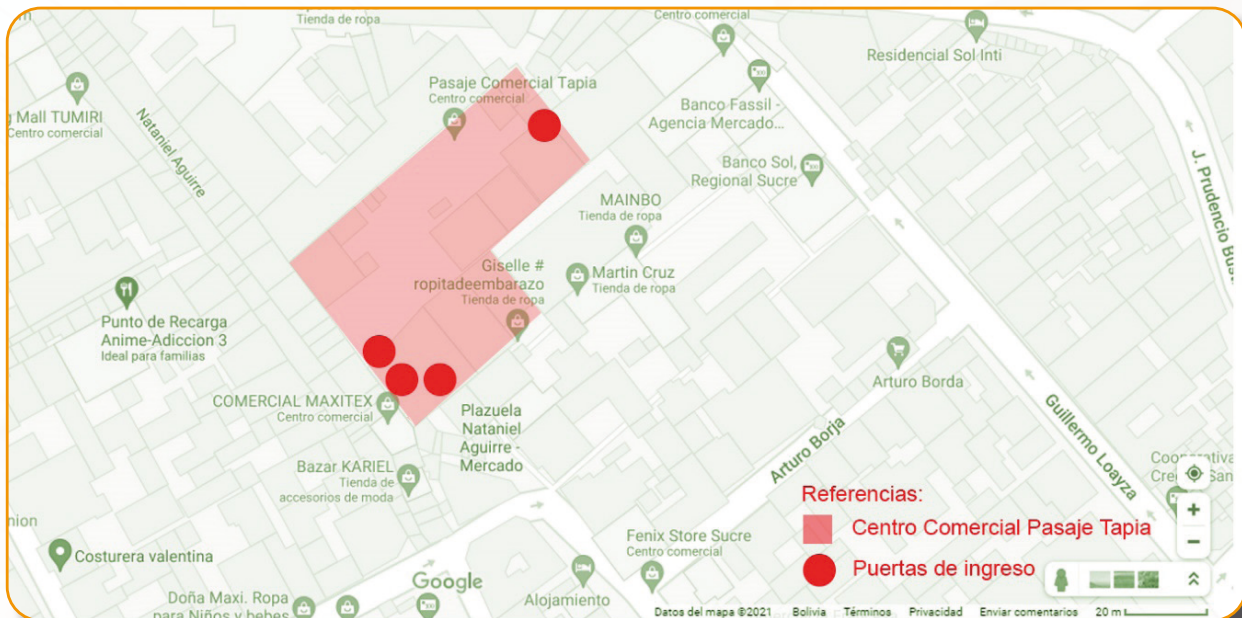 Tienda de ropa
Centro comercial
Residencial Sol Inti
Pasaje Comercial Tapia
Centro comercial
Mall TUMIRI
Centro comercial
Banco Fassil -
Agencia Mercado...
Nataniel Aguirre
J. Prudencio
Banco Sol,
Regional Sucre
MAINBO
Tienda de ropa
Giselle #
ropitadeembarazo
Tienda de ropa
Martin Cruz
Tienda de ropa
Punto de Recarga
Anime-Adiccion 3
Ideal para familias
Arturo Borda
COMERCIAL MAXITEX
Centro comercial
Plazuela
Nataniel
Aguirre -
Mercado
Guillermo Loayza
Arturo Borja
Bazar KARIEL
Tienda de
accesorios de moda
Cooperativa
Referencias:
Centro Comercial Pasaje Tapia
Puertas de ingreso
Costurera valentina
Fenix Store Sucre
Centro comercial
Google
Alojamiento
Doña Maxi. Ropa
para Niños y bebes
Datos del mapa ©2021 Bolivia Términos Privacidad Enviar comentarios 20 m